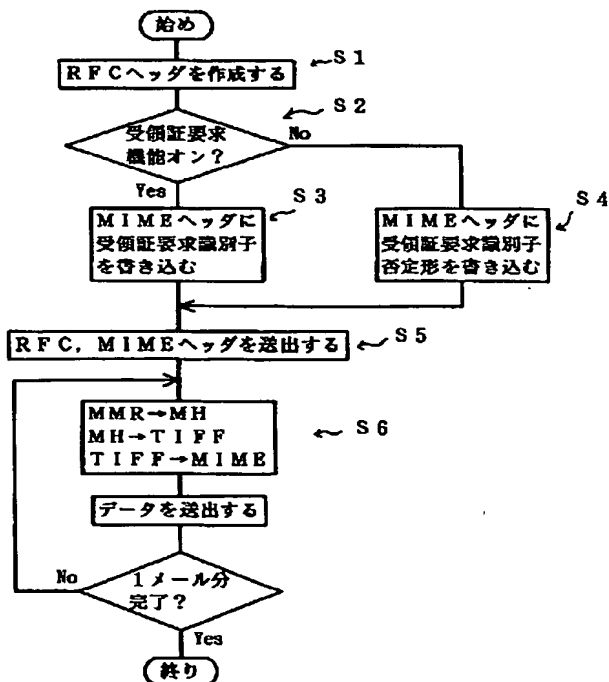 始め
RFCヘッダを作成する
S1
S2
受領証要求
機能オン？
No
Yes
S3
MIMEヘッダに
受領証要求識別子
を書き込む
S4
MIMEヘッダに
受領証要求識別子
否定形を書き込む
RFC，MIMEヘッダを送出する
S5
MMR→MH
MH→TIFF
TIFF→MIME
S6
データを送出する
No
1メール分
完了？
Yes
終り